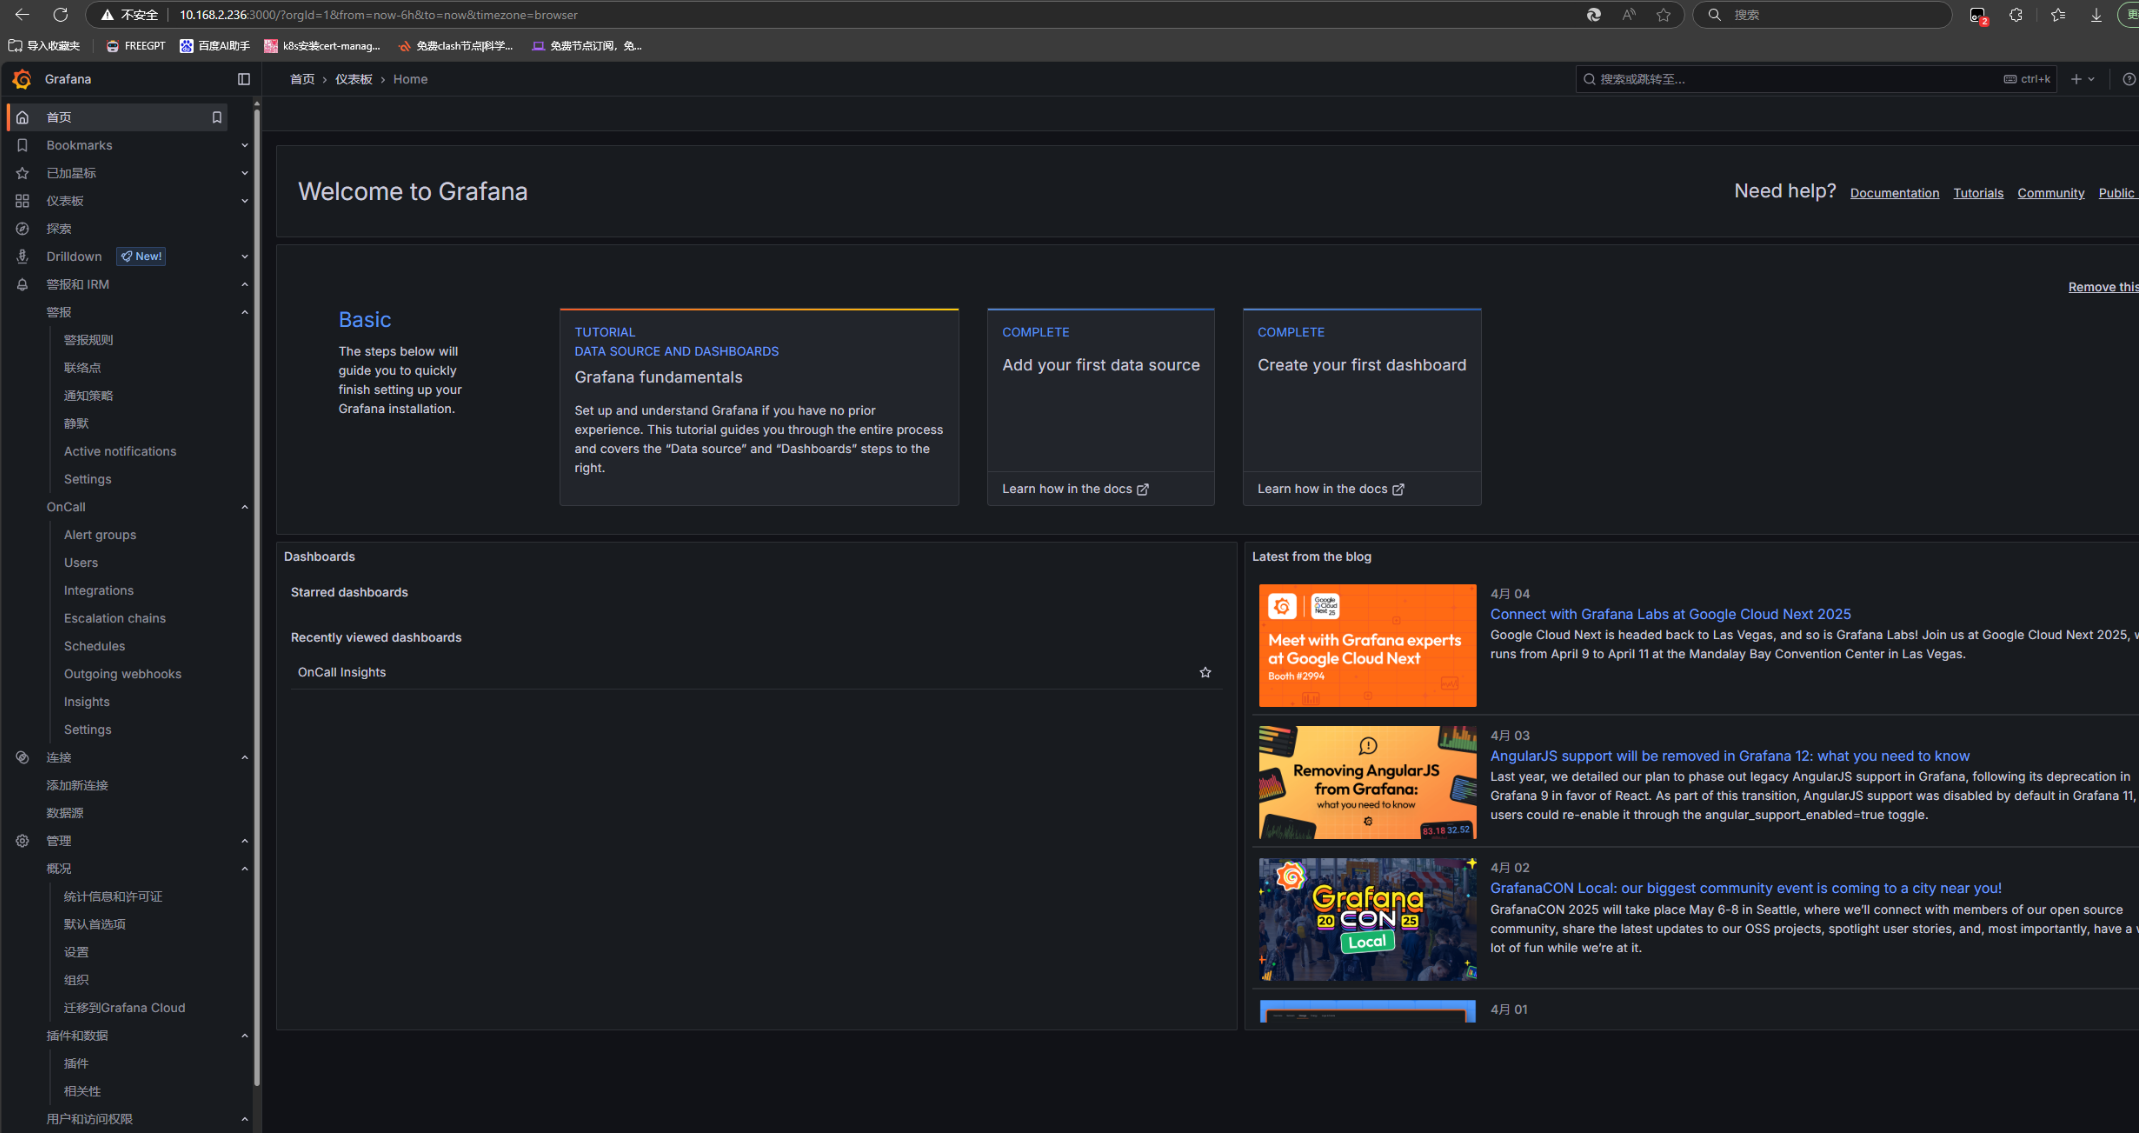 不安全
10.168.2.236:3000/?orgId=1&from=now-6h&to=now&timezone=browser
搜索
2
导入收藏夹
FREEGPT
百度AI助手
k8s安装cert-manag...
免费clash节点|科学...
免费节点订阅，免...
Grafana
首页 › 仪表板 › Home
搜索或跳转至...
ctrl+k
首页
Bookmarks
已加星标
仪表板
探索
Drilldown
New!
警报和 IRM
警报
警报规则
联络点
通知策略
静默
Active notifications
Settings
OnCall
Alert groups
Users
Integrations
Escalation chains
Schedules
Outgoing webhooks
Insights
Settings
连接
添加新连接
数据源
管理
概况
统计信息和许可证
默认首选项
设置
组织
迁移到Grafana Cloud
插件和数据
插件
相关性
用户和访问权限
Welcome to Grafana
Need help?
Documentation
Tutorials
Community
Public
Remove this
Basic
The steps below will
guide you to quickly
finish setting up your
Grafana installation.
TUTORIAL
DATA SOURCE AND DASHBOARDS
Grafana fundamentals
Set up and understand Grafana if you have no prior
experience. This tutorial guides you through the entire process
and covers the “Data source” and “Dashboards” steps to the
right.
COMPLETE
Add your first data source
Learn how in the docs
COMPLETE
Create your first dashboard
Learn how in the docs
Dashboards
Starred dashboards
Recently viewed dashboards
OnCall Insights
Latest from the blog
Google
Cloud
Next 25
Meet with Grafana experts
at Google Cloud Next
Booth #2994
4月 04
Connect with Grafana Labs at Google Cloud Next 2025
Google Cloud Next is headed back to Las Vegas, and so is Grafana Labs! Join us at Google Cloud Next 2025,
runs from April 9 to April 11 at the Mandalay Bay Convention Center in Las Vegas.
Removing AngularJS
from Grafana:
what you need to know
83.18 32.52
4月 03
AngularJS support will be removed in Grafana 12: what you need to know
Last year, we detailed our plan to phase out legacy AngularJS support in Grafana, following its deprecation in
Grafana 9 in favor of React. As part of this transition, AngularJS support was disabled by default in Grafana 11,
users could re-enable it through the angular_support_enabled=true toggle.
Grafana
20 CON 25
Local
4月 02
GrafanaCON Local: our biggest community event is coming to a city near you!
GrafanaCON 2025 will take place May 6-8 in Seattle, where we’ll connect with members of our open source
community, share the latest updates to our OSS projects, spotlight user stories, and, most importantly, have a
lot of fun while we’re at it.
4月 01